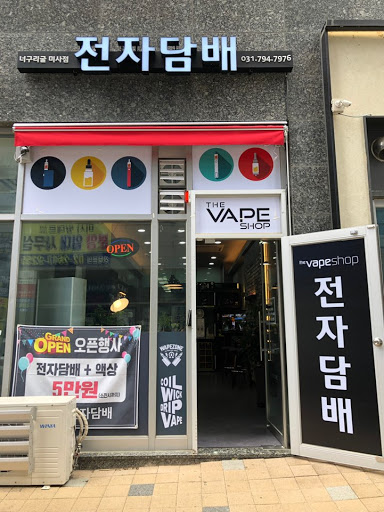 너구리굴 미사점 전자담배 031.794.7976
THE
VAPE
SHOP
OPEN
the vapeshop
전자담배
GRAND
OPEN 오픈행사
전자담배 + 액상
5만원
전자담배
VAPEZONE
COIL
WICK
DRIP
VAPE
WINIA